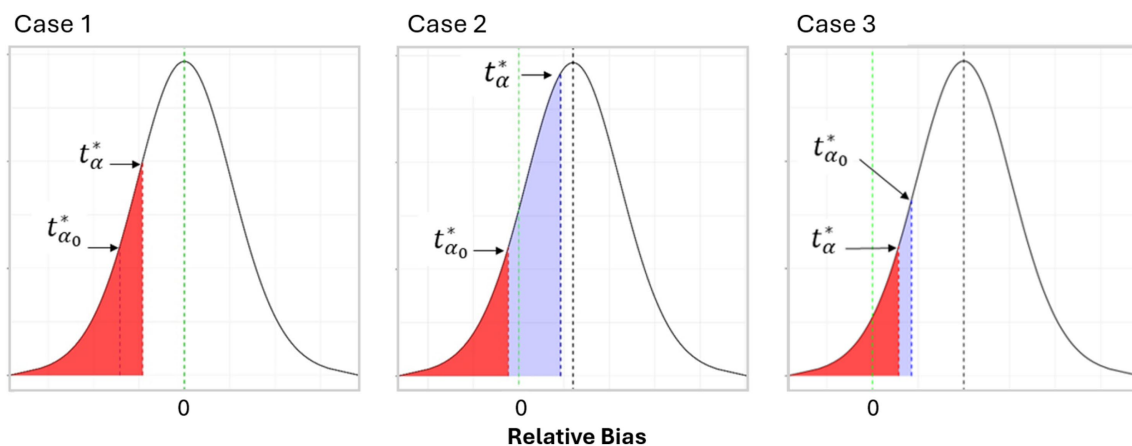 Case 1
Case 2
Case 3
t*α
t*α0
t*α
t*α0
t*α0
t*α
0
0
0
Relative Bias